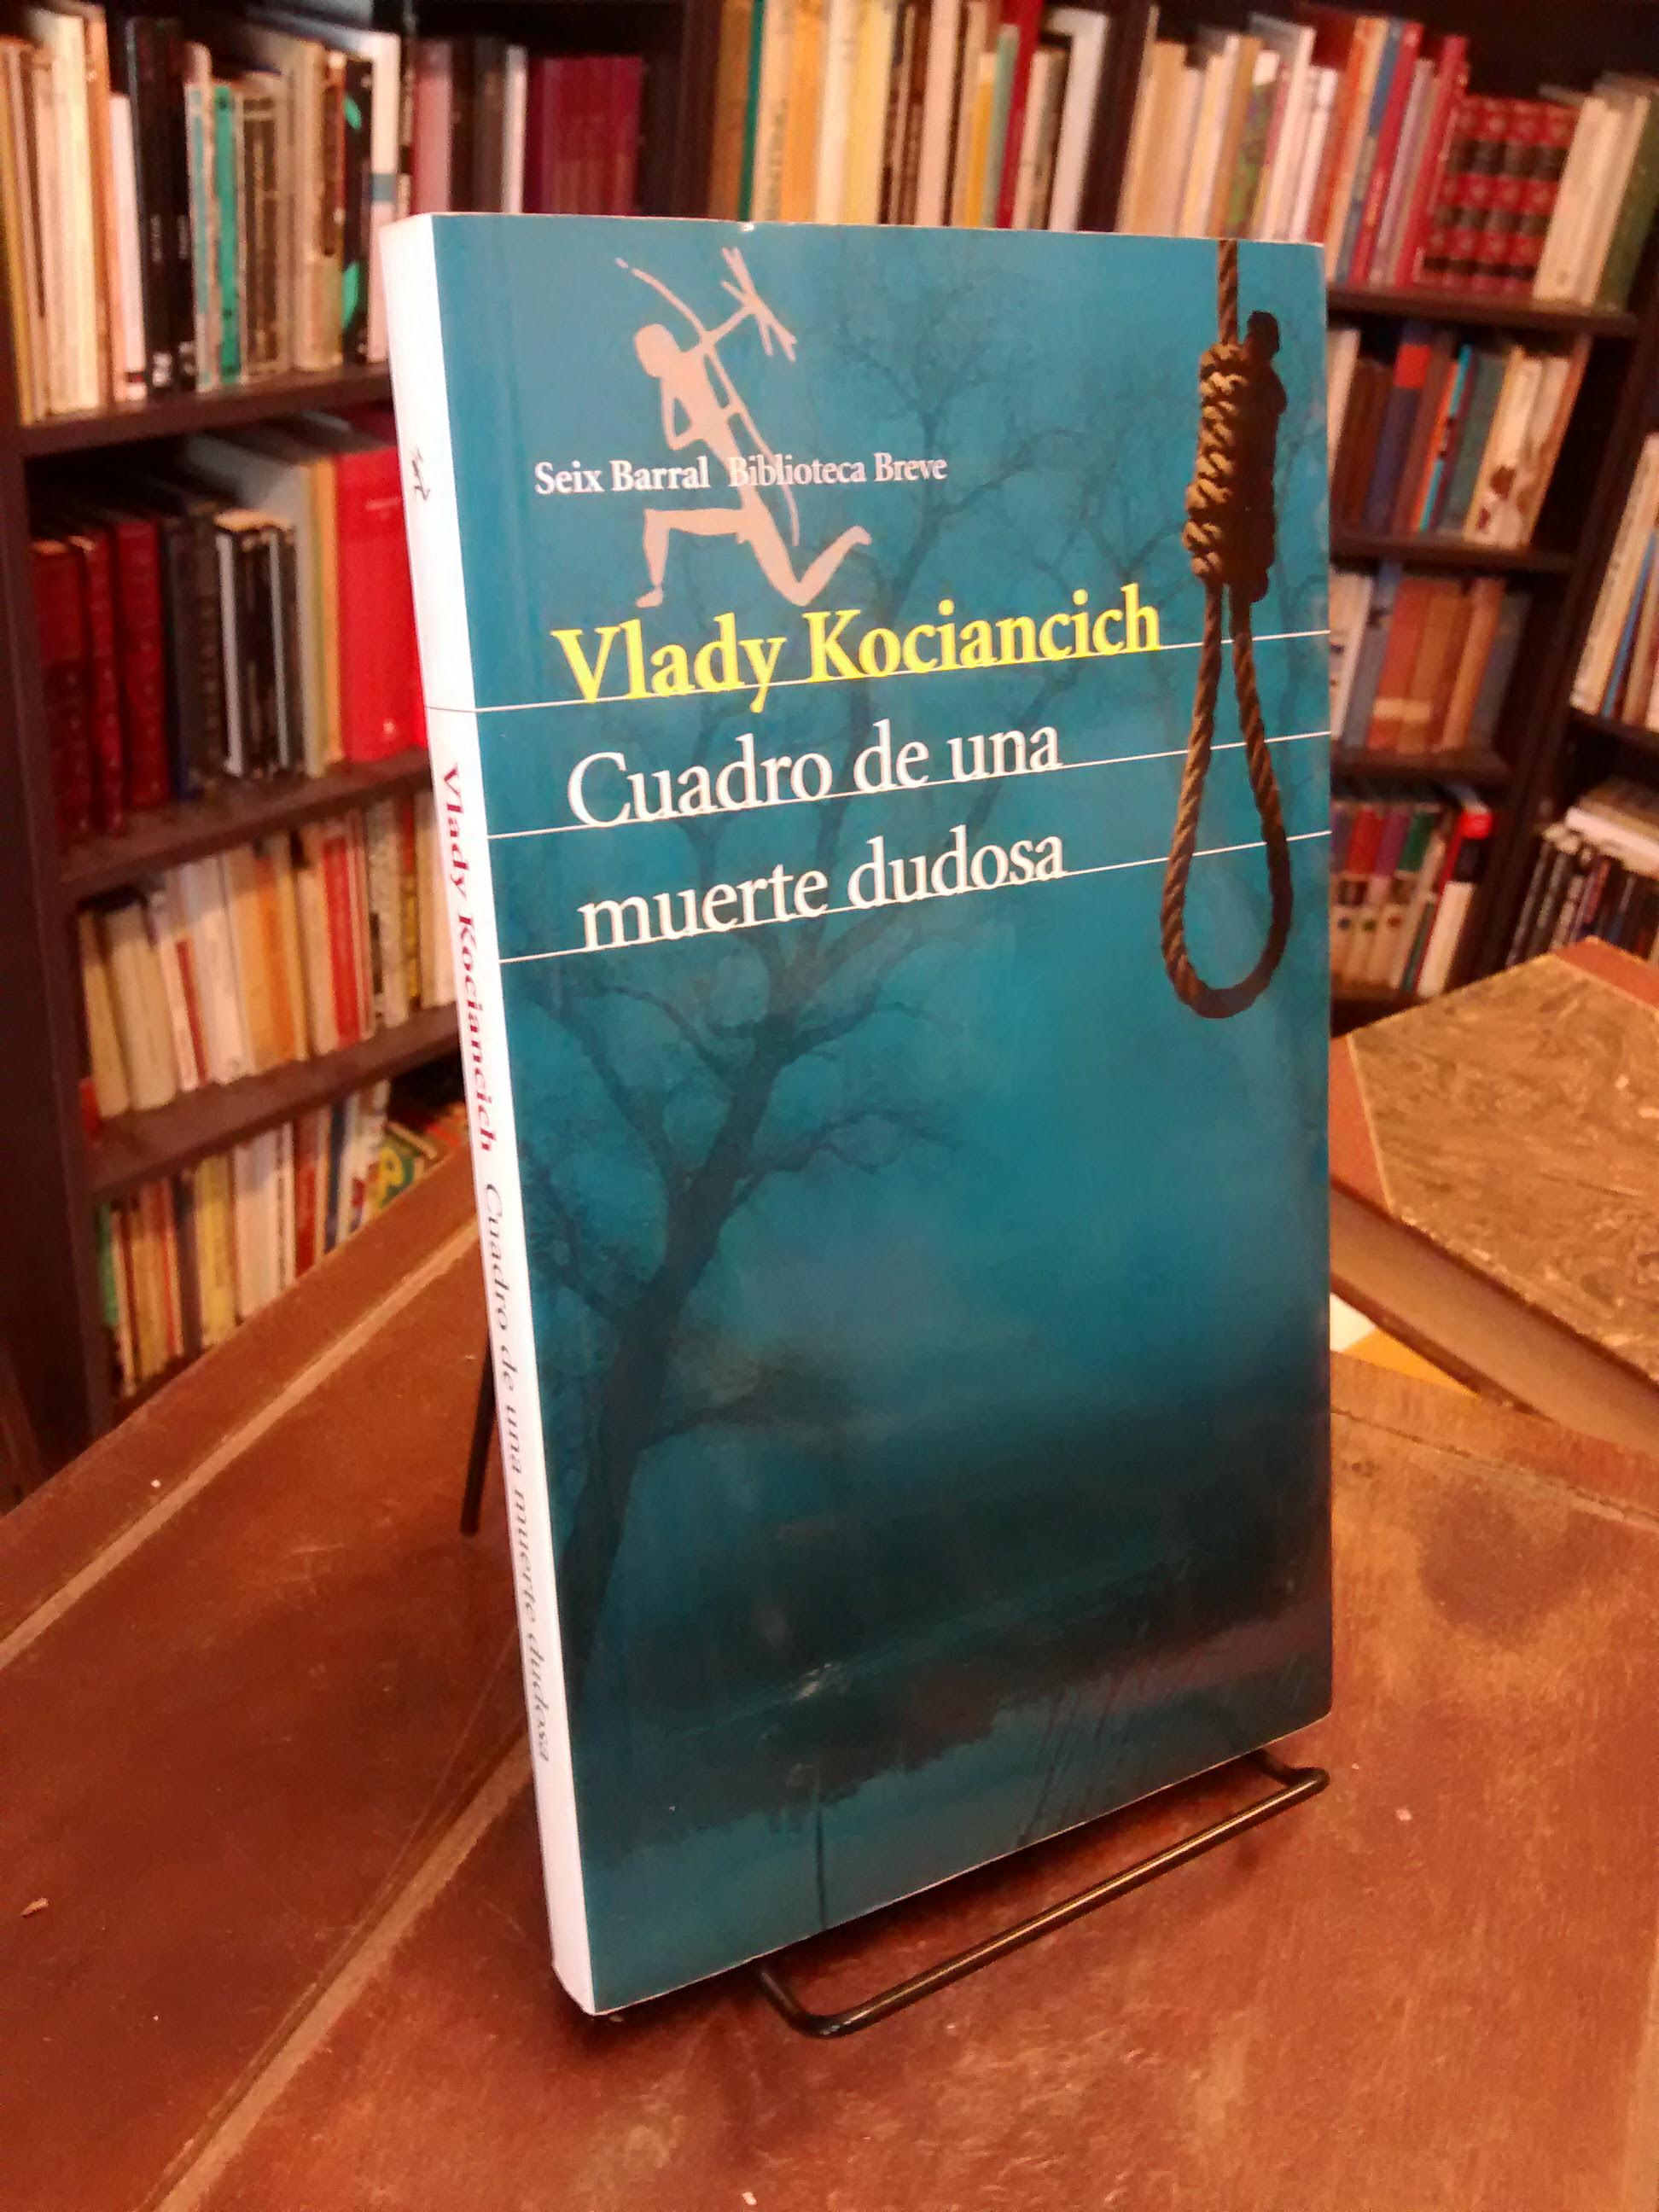 Seix Barral Biblioteca Breve
Vlady Kociancich
Cuadro de una
muerte dudosa
Vlady Kociancich Cuadro de una muerte dudosa